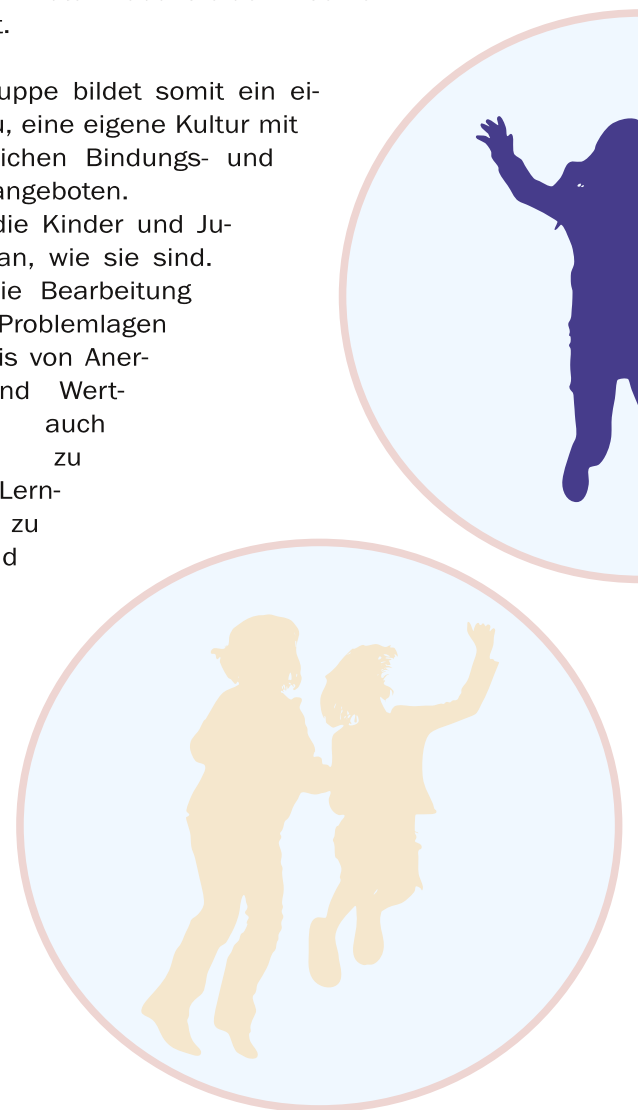 t.
uppe bildet somit ein ei-
u, eine eigene Kultur mit
ichen Bindungs- und
angeboten.
die Kinder und Ju-
an, wie sie sind.
ie Bearbeitung
Problemlagen
is von Aner-
nd Wert-
auch
zu
Lern-
zu
d